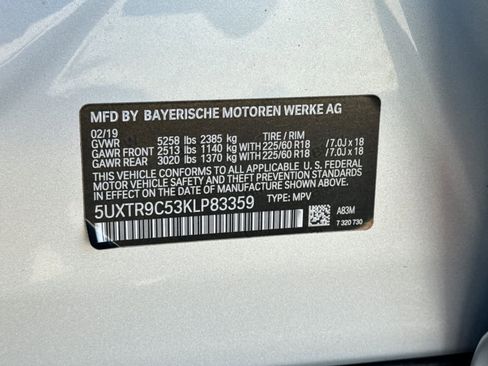 MFD BY BAYERISCHE MOTOREN WERKE AG
02/19 TIRE / RIM
GVWR 5258 lbs 2385 kg
GAWR FRONT 2513 lbs 1140 kg WITH 225/60 R18 /7.0J x 18
GAWR REAR 3020 lbs 1370 kg WITH 225/60 R18 /7.0J x 18
THIS VEHICLE CONFORMS TO ALL APPLICABLE U. S. FEDERAL
MOTOR VEHICLE SAFETY, BUMPER, AND THEFT PREVENTION STANDARDS
IN EFFECT ON THE DATE OF MANUFACTURE SHOWN ABOVE.
5UXTR9C53KLP83359 TYPE: MPV
A83M
7 320 730